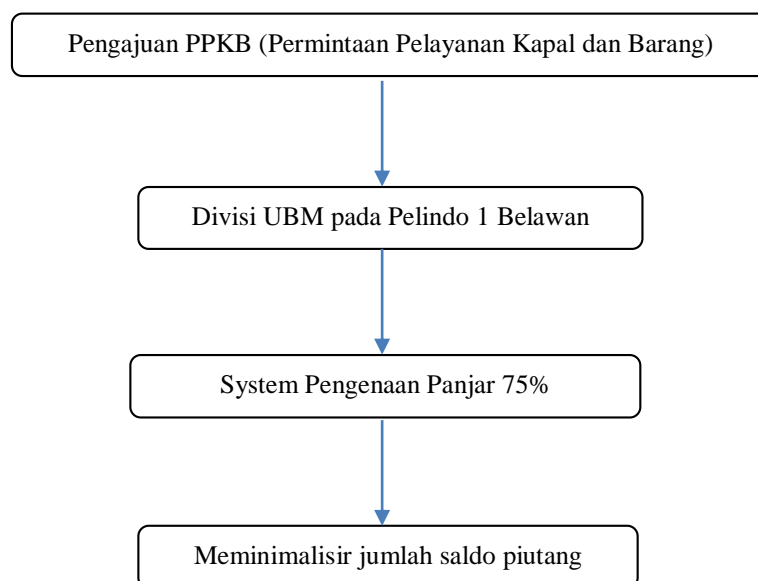 Pengajuan PPKB (Permintaan Pelayanan Kapal dan Barang)
Divisi UBM pada Pelindo 1 Belawan
System Pengenaan Panjar 75%
Meminimalisir jumlah saldo piutang